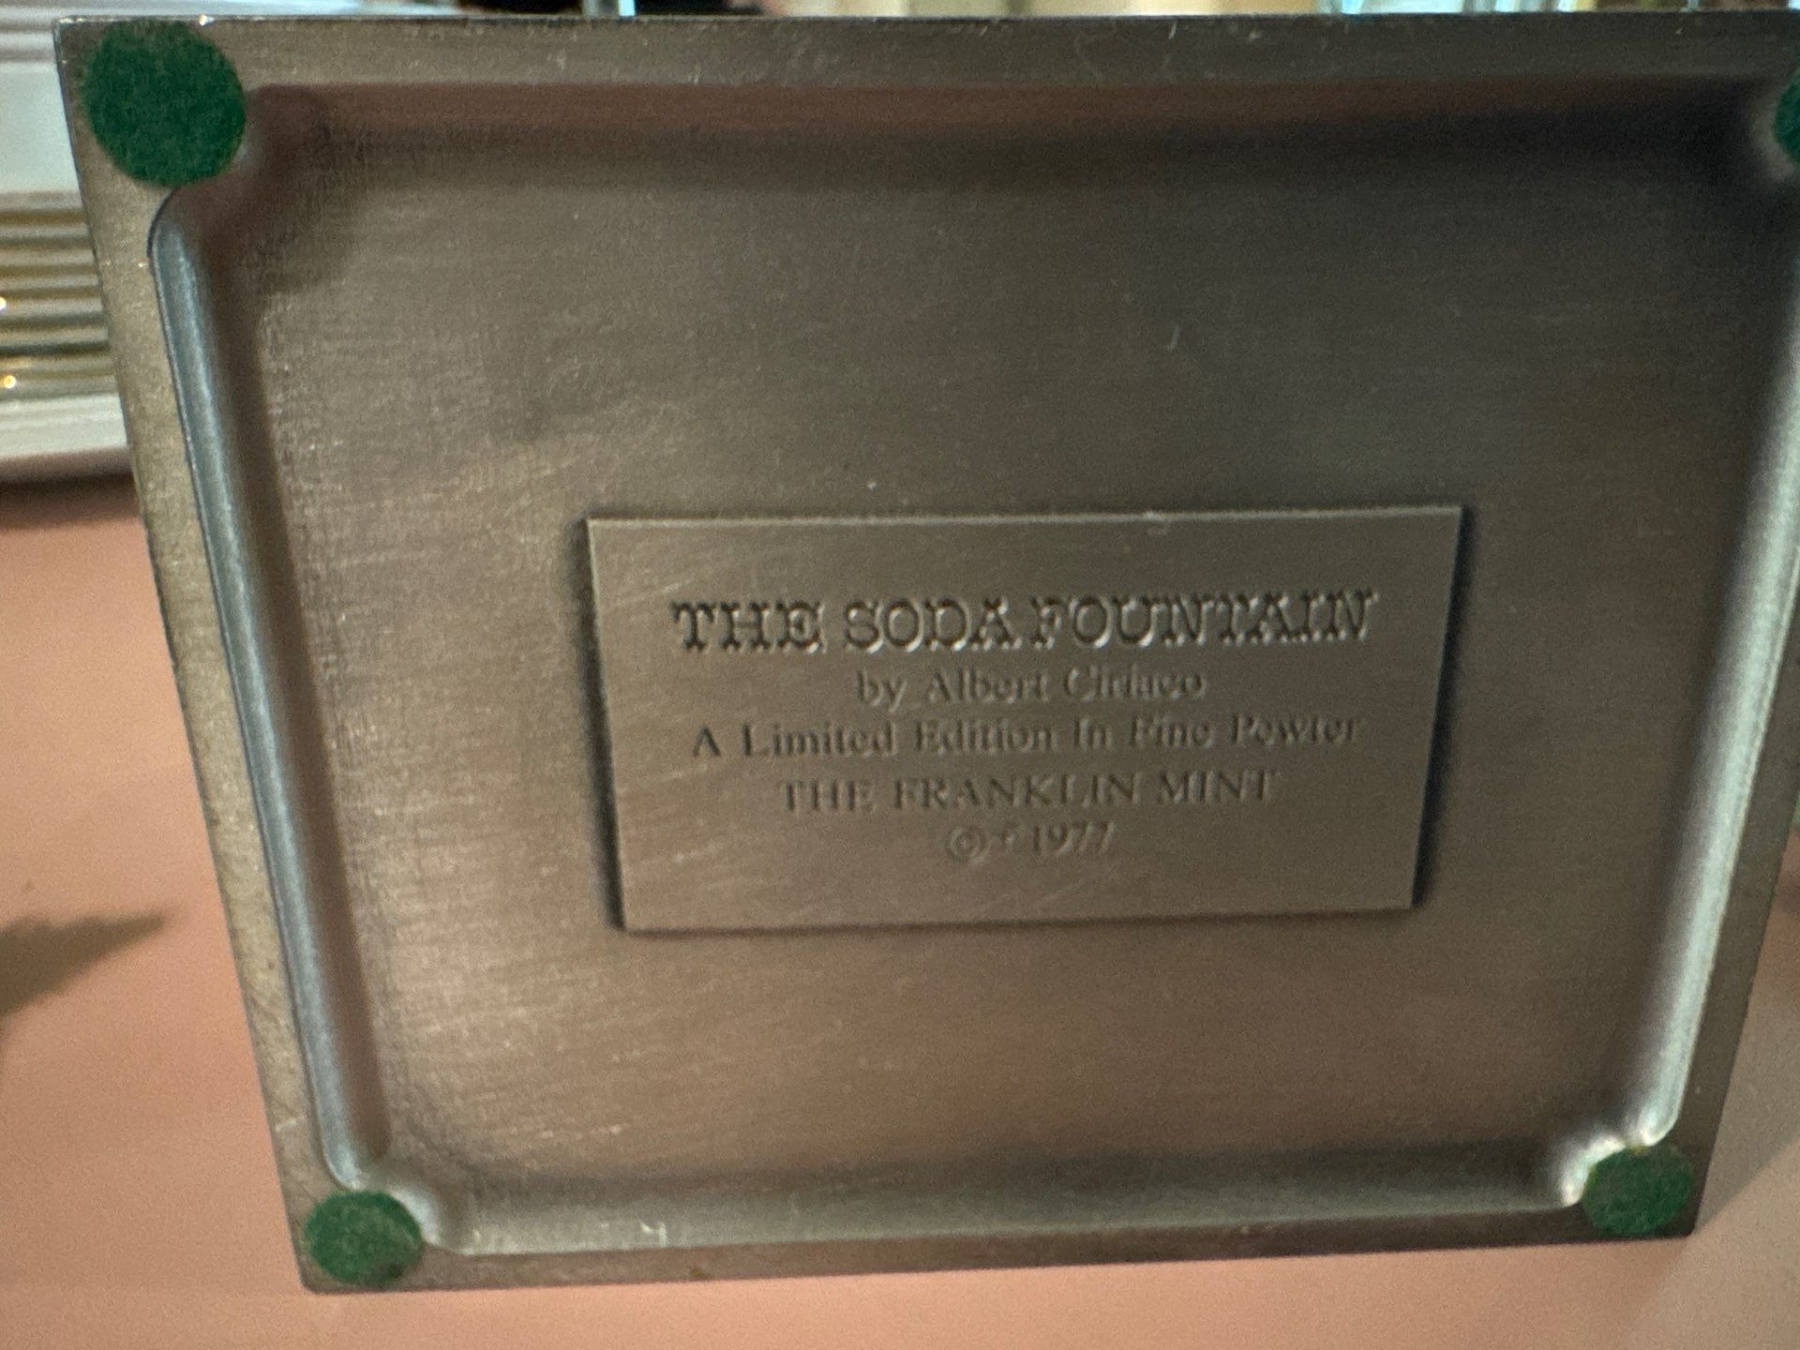 THE SODA FOUNTAIN
by Albert Ciriaco
A Limited Edition In Fine Pewter
THE FRANKLIN MINT
© 1977